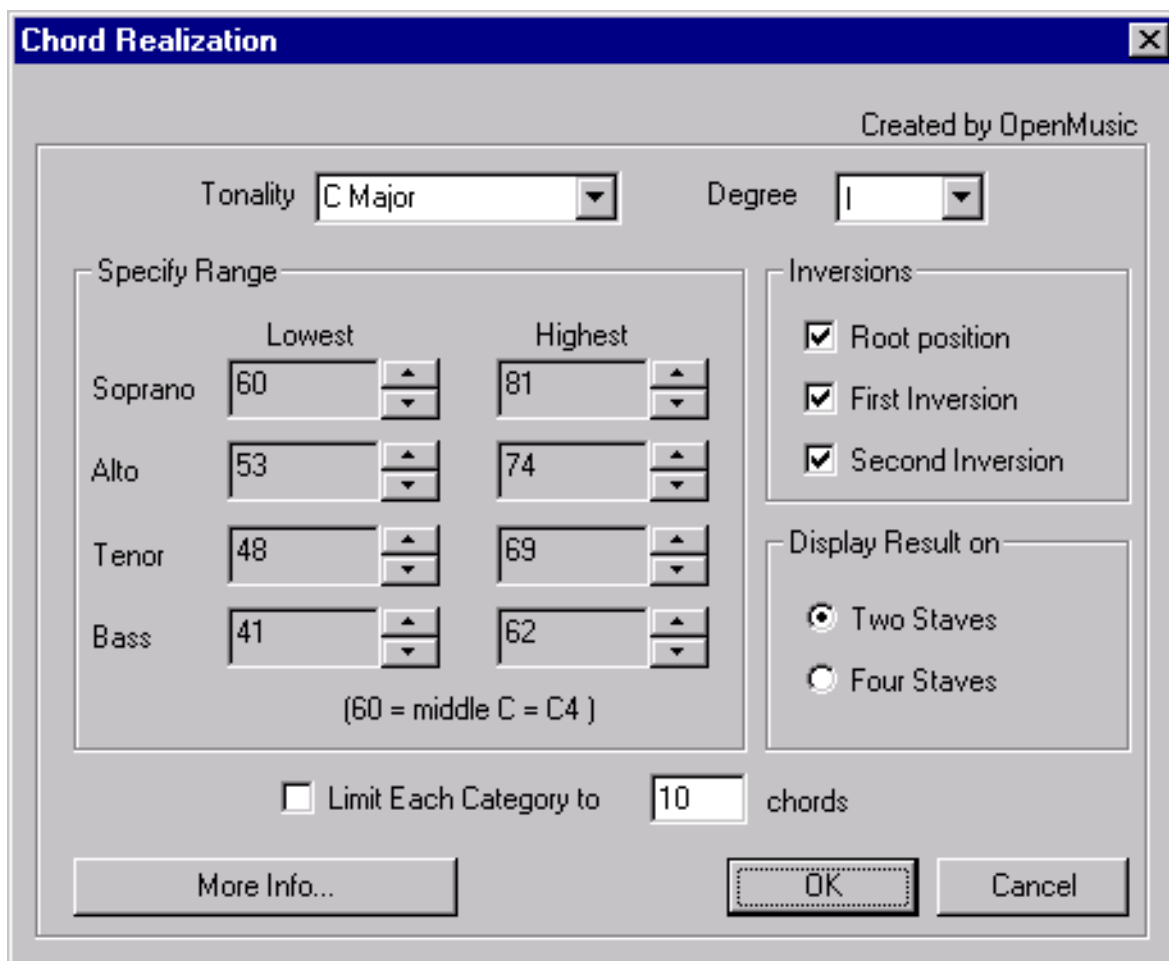 Chord Realization
Created by OpenMusic
Tonality C Major Degree I
Specify Range
Lowest Highest
Soprano 60 81
Alto 53 74
Tenor 48 69
Bass 41 62
(60 = middle C = C4 )
Inversions
Root position
First Inversion
Second Inversion
Display Result on
Two Staves
Four Staves
Limit Each Category to 10 chords
More Info... OK Cancel